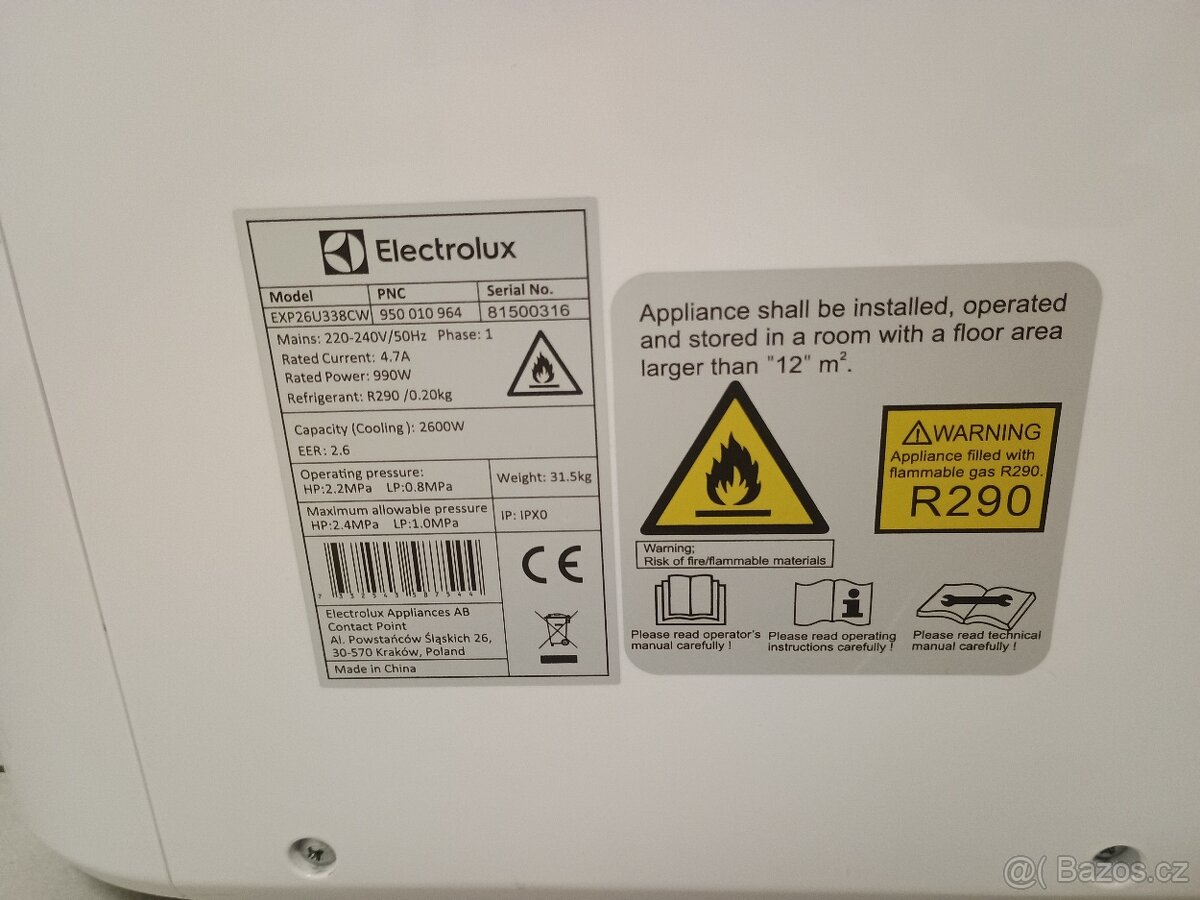 Electrolux
Model PNC Serial No.
EXP26U338CW 950 010 964 81500316
Mains: 220-240V/50Hz Phase: 1
Rated Current: 4.7A
Rated Power: 990W
Refrigerant: R290 /0.20kg
Capacity (Cooling): 2600W
EER: 2.6
Operating pressure:
HP:2.2MPa LP:0.8MPa
Weight: 31.5kg
Maximum allowable pressure
HP:2.4MPa LP:1.0MPa
IP: IPX0
CE
Electrolux Appliances AB
Contact Point
Al. Powstańców Śląskich 26,
30-570 Kraków, Poland
Made in China
Appliance shall be installed, operated
and stored in a room with a floor area
larger than "12" m².
WARNING
Appliance filled with
flammable gas R290.
R290
Warning;
Risk of fire/flammable materials
Please read operator's
manual carefully !
Please read operating
instructions carefully !
Please read technical
manual carefully !
@( Bazos.cz